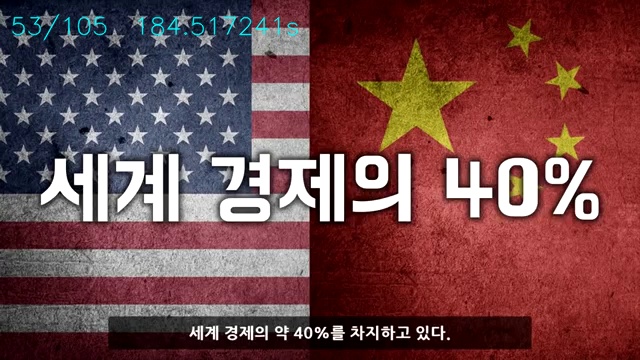 53/105 184.517241s
세계 경제의 40%
세계 경제의 약 40%를 차지하고 있다.